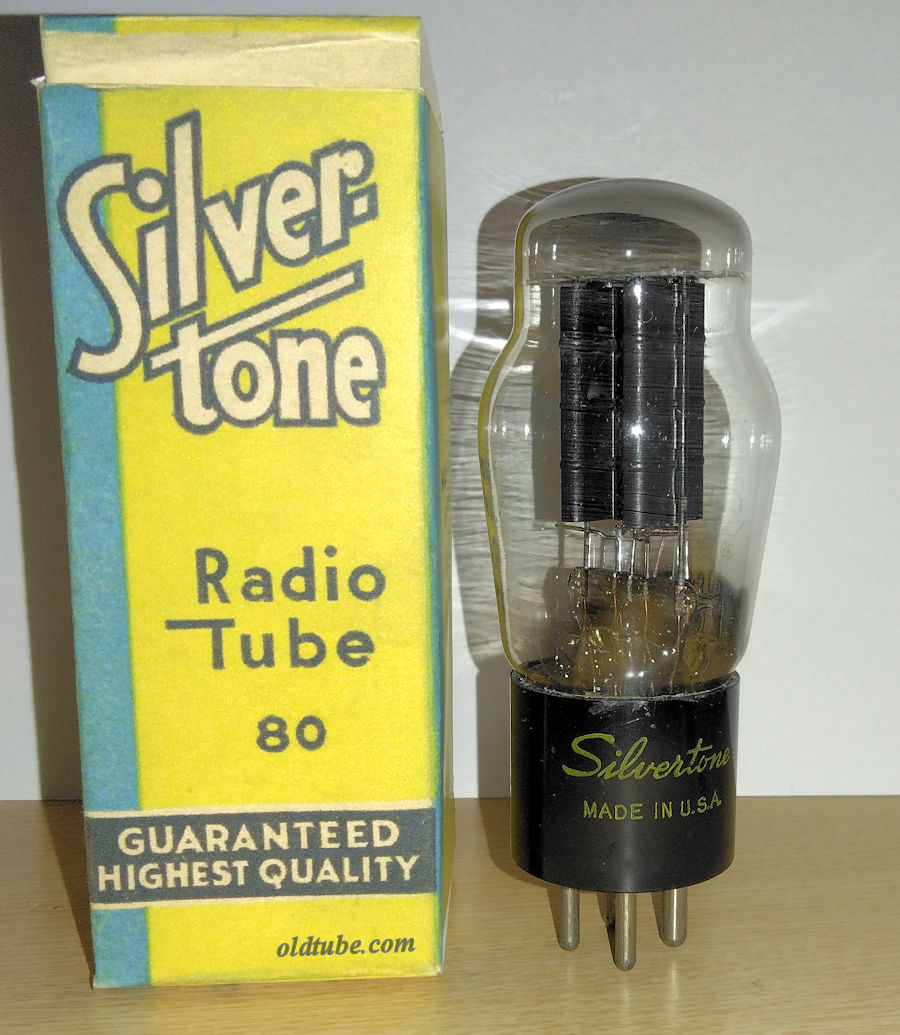 Silver-
tone
Radio
Tube
80
GUARANTEED
HIGHEST QUALITY
oldtube.com
Silvertone
MADE IN U.S.A.